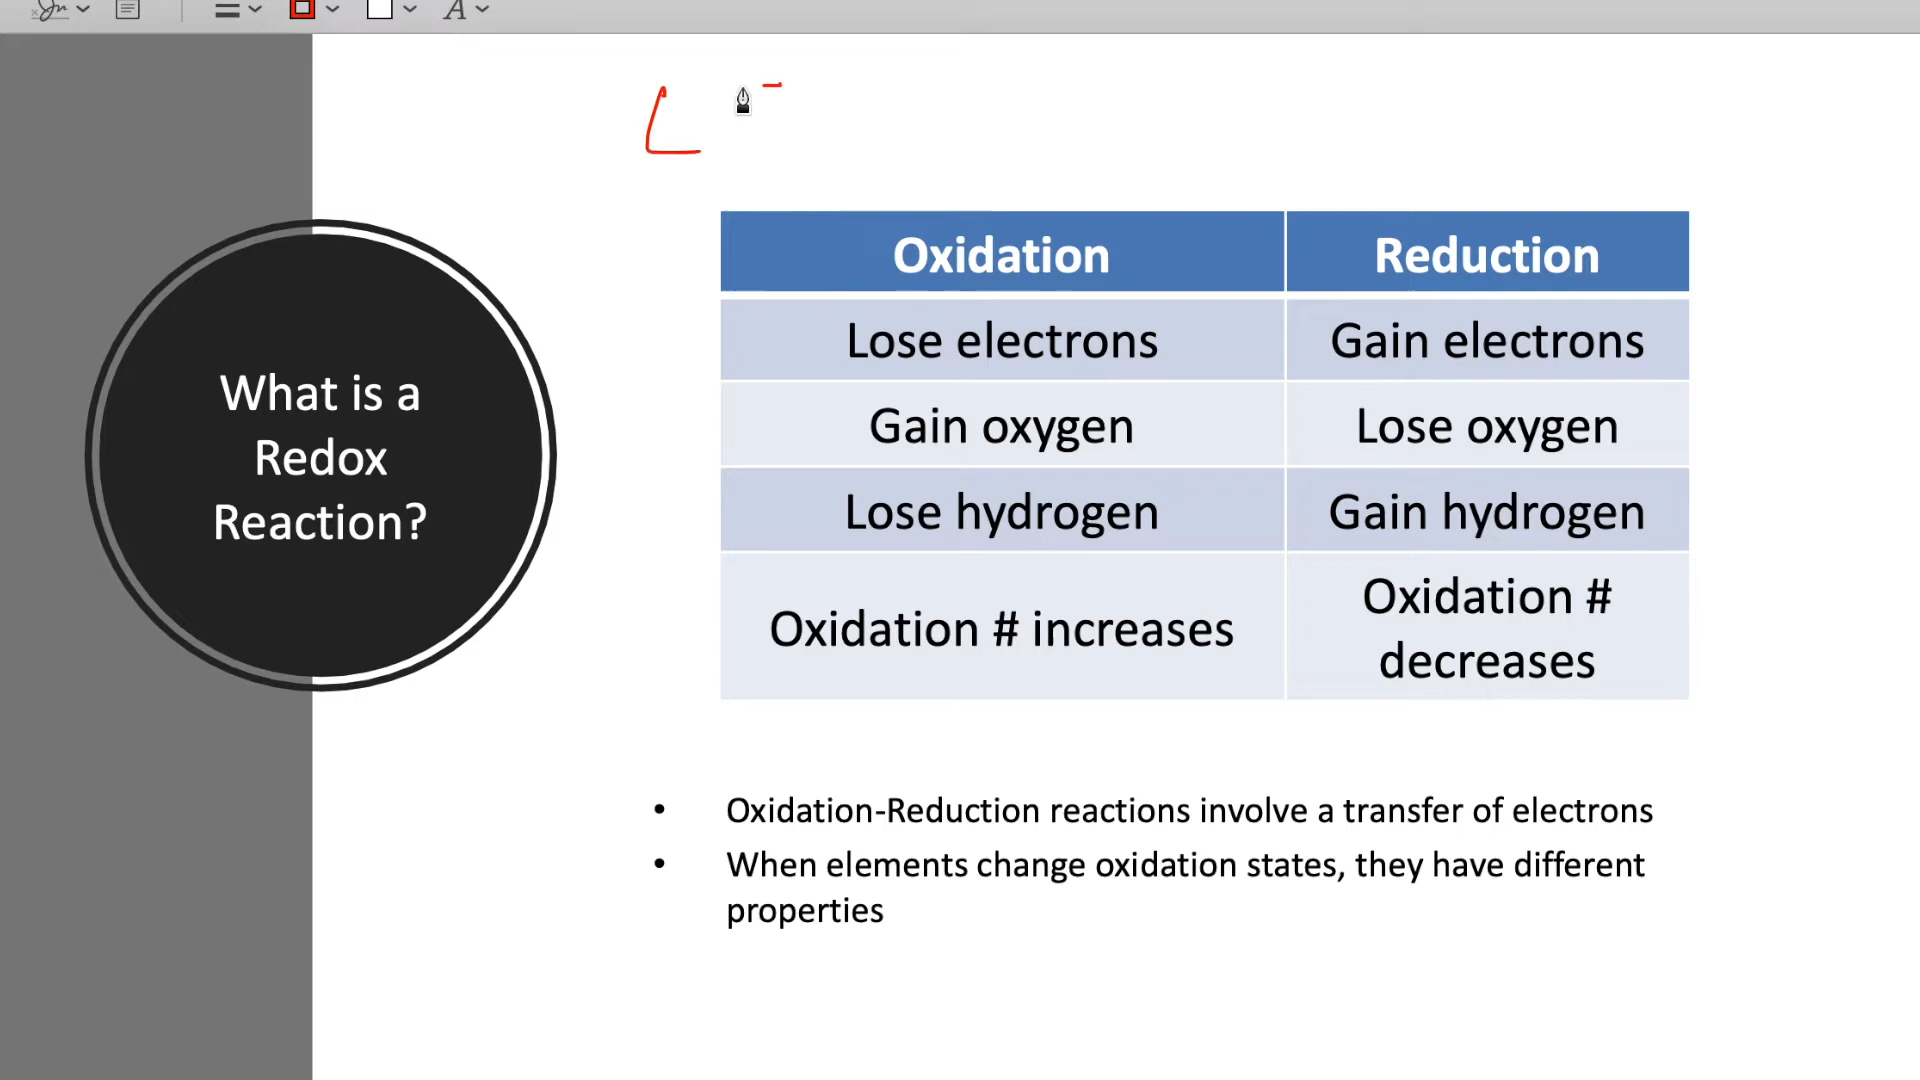 L
What is a
Redox
Reaction?
Oxidation Reduction
Lose electrons Gain electrons
Gain oxygen Lose oxygen
Lose hydrogen Gain hydrogen
Oxidation # increases Oxidation #
decreases
• Oxidation-Reduction reactions involve a transfer of electrons
• When elements change oxidation states, they have different
properties